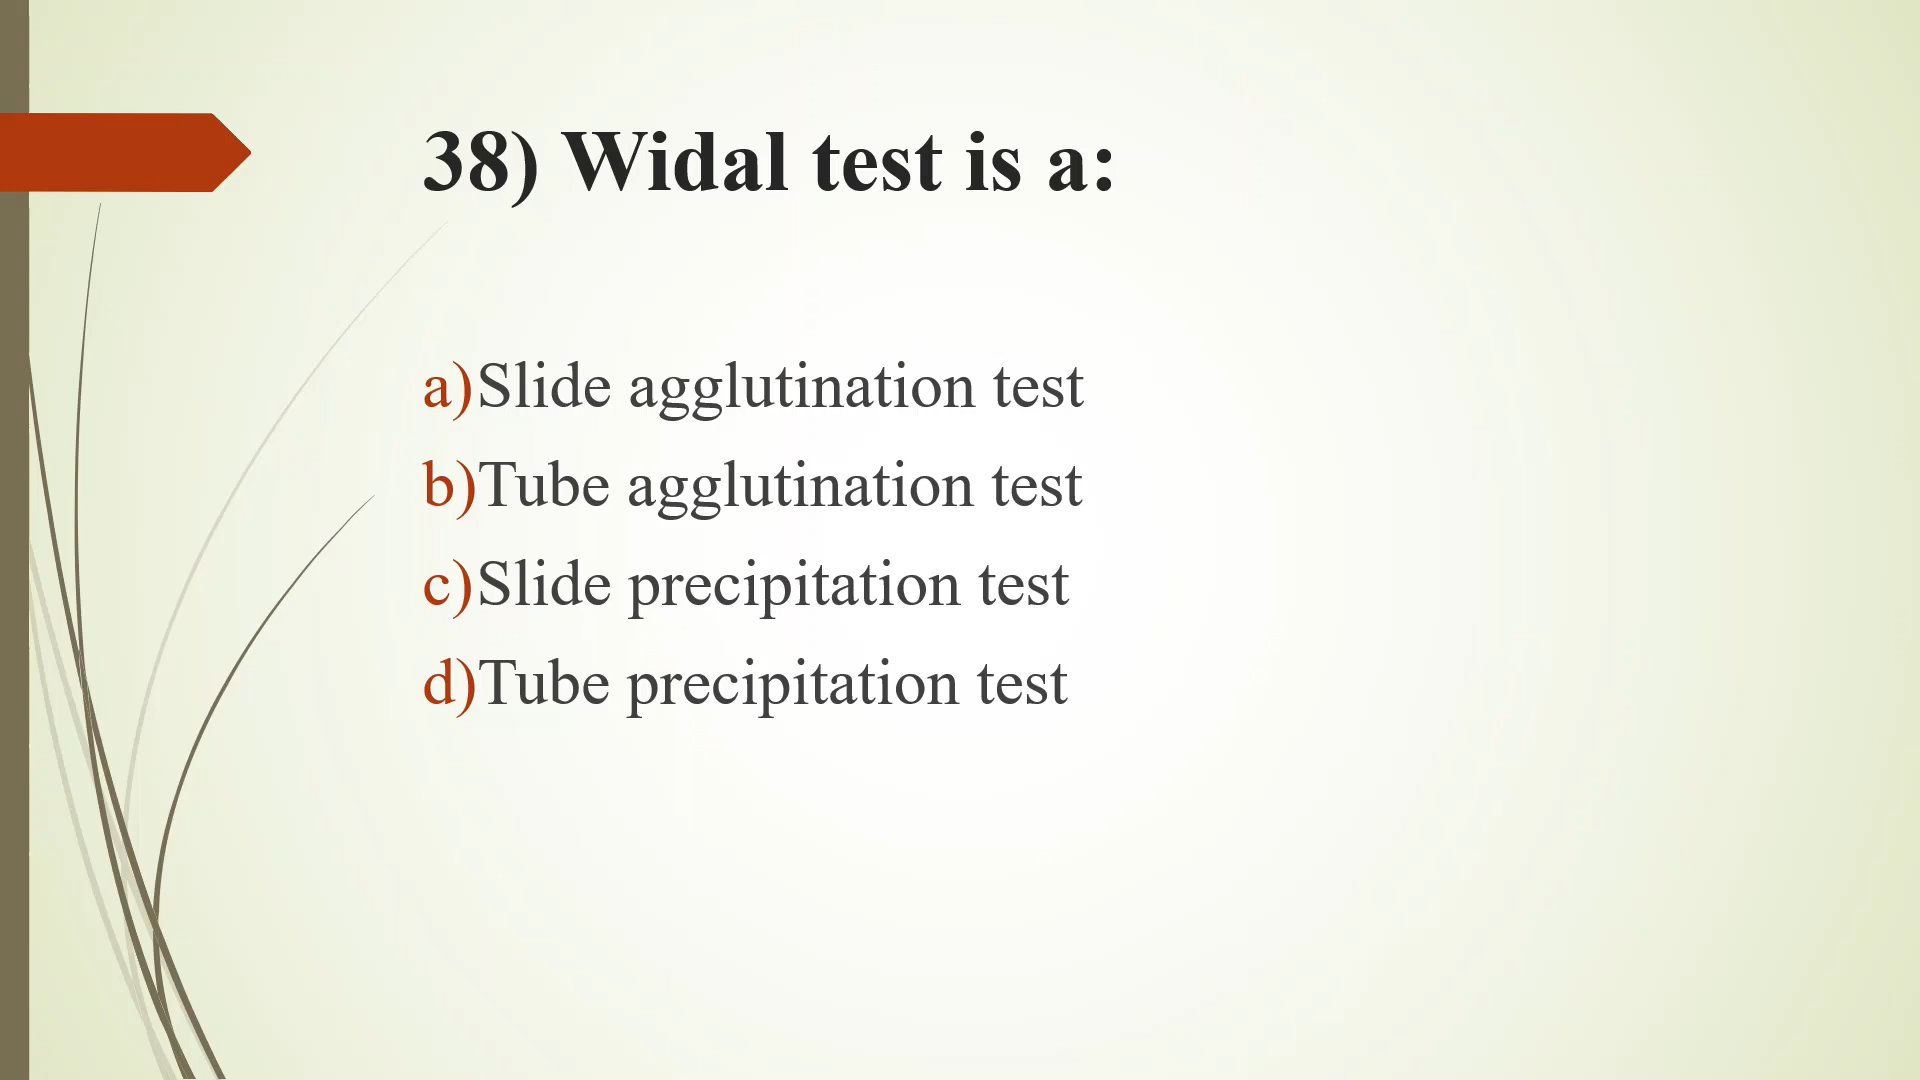 38) Widal test is a:
a)Slide agglutination test
b)Tube agglutination test
c)Slide precipitation test
d)Tube precipitation test